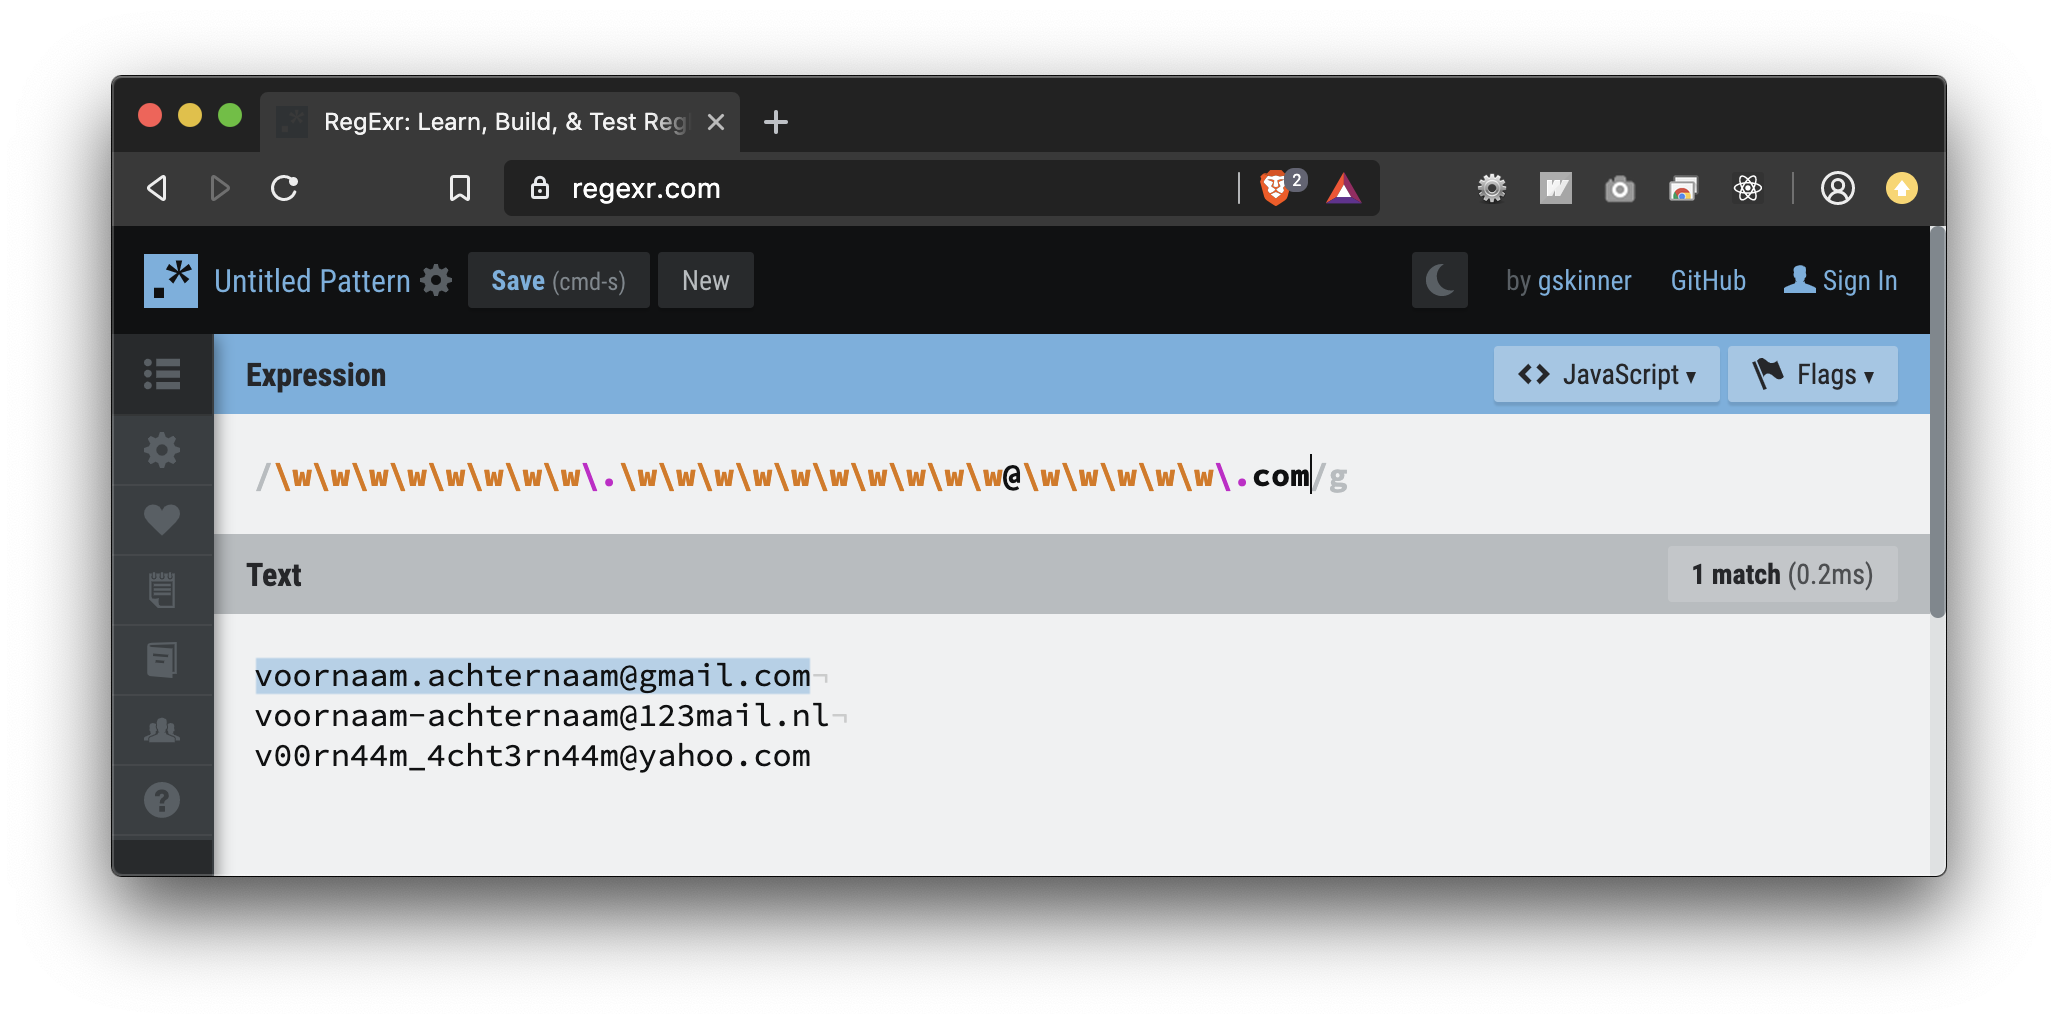 RegExr: Learn, Build, & Test Reg
regexr.com
2
Untitled Pattern
Save (cmd-s)
New
by gskinner
GitHub
Sign In
Expression
<> JavaScript ▾
Flags ▾
/\w\w\w\w\w\w\w\w\.\w\w\w\w\w\w\w\w\w\w@\w\w\w\w\w\.com/g
Text
1 match (0.2ms)
voornaam.achternaam@gmail.com¬
voornaam-achternaam@123mail.nl¬
v00rn44m_4cht3rn44m@yahoo.com